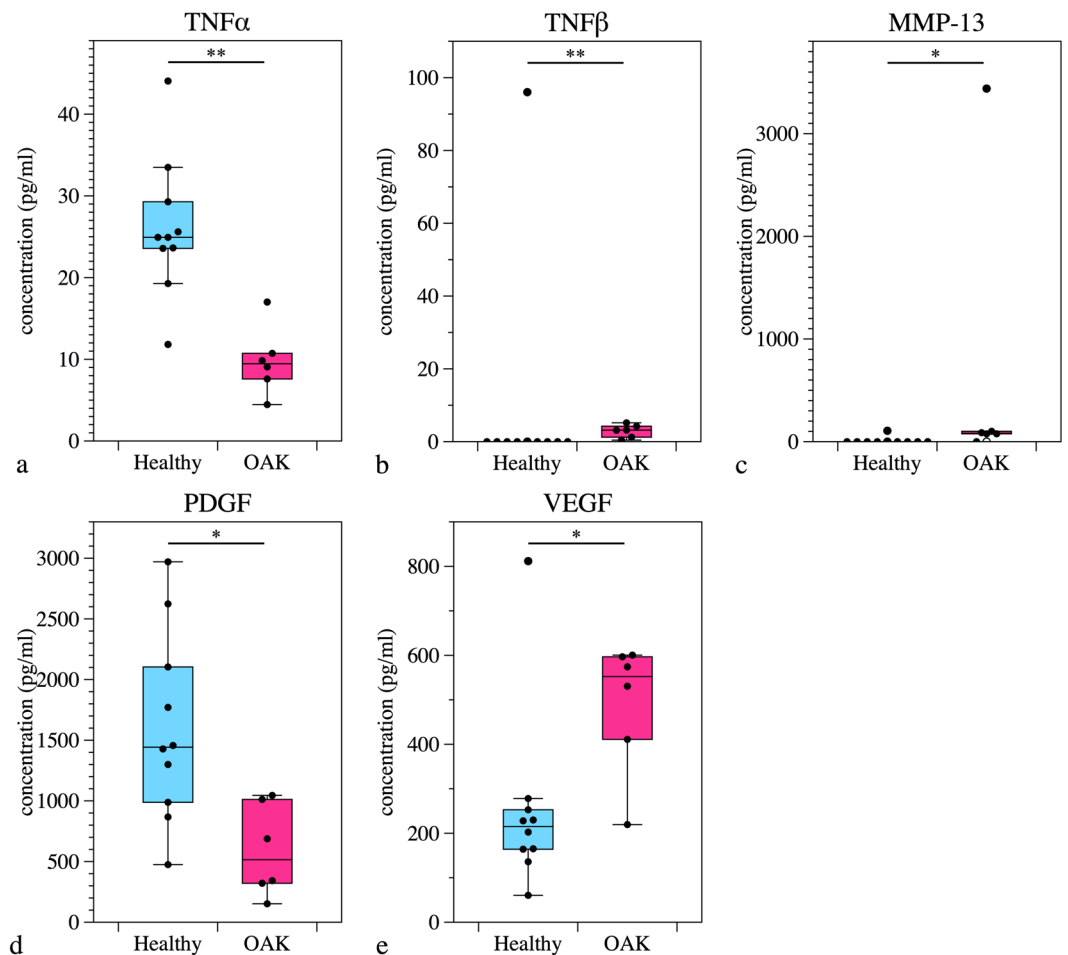 TNFα
**
concentration (pg/ml)
40
30
20
10
0
Healthy OAK
a
TNFβ
**
concentration (pg/ml)
100
80
60
40
20
0
Healthy OAK
b
MMP-13
*
concentration (pg/ml)
3000
2000
1000
0
Healthy OAK
c
PDGF
*
concentration (pg/ml)
3000
2500
2000
1500
1000
500
0
Healthy OAK
d
VEGF
*
concentration (pg/ml)
800
600
400
200
0
Healthy OAK
e